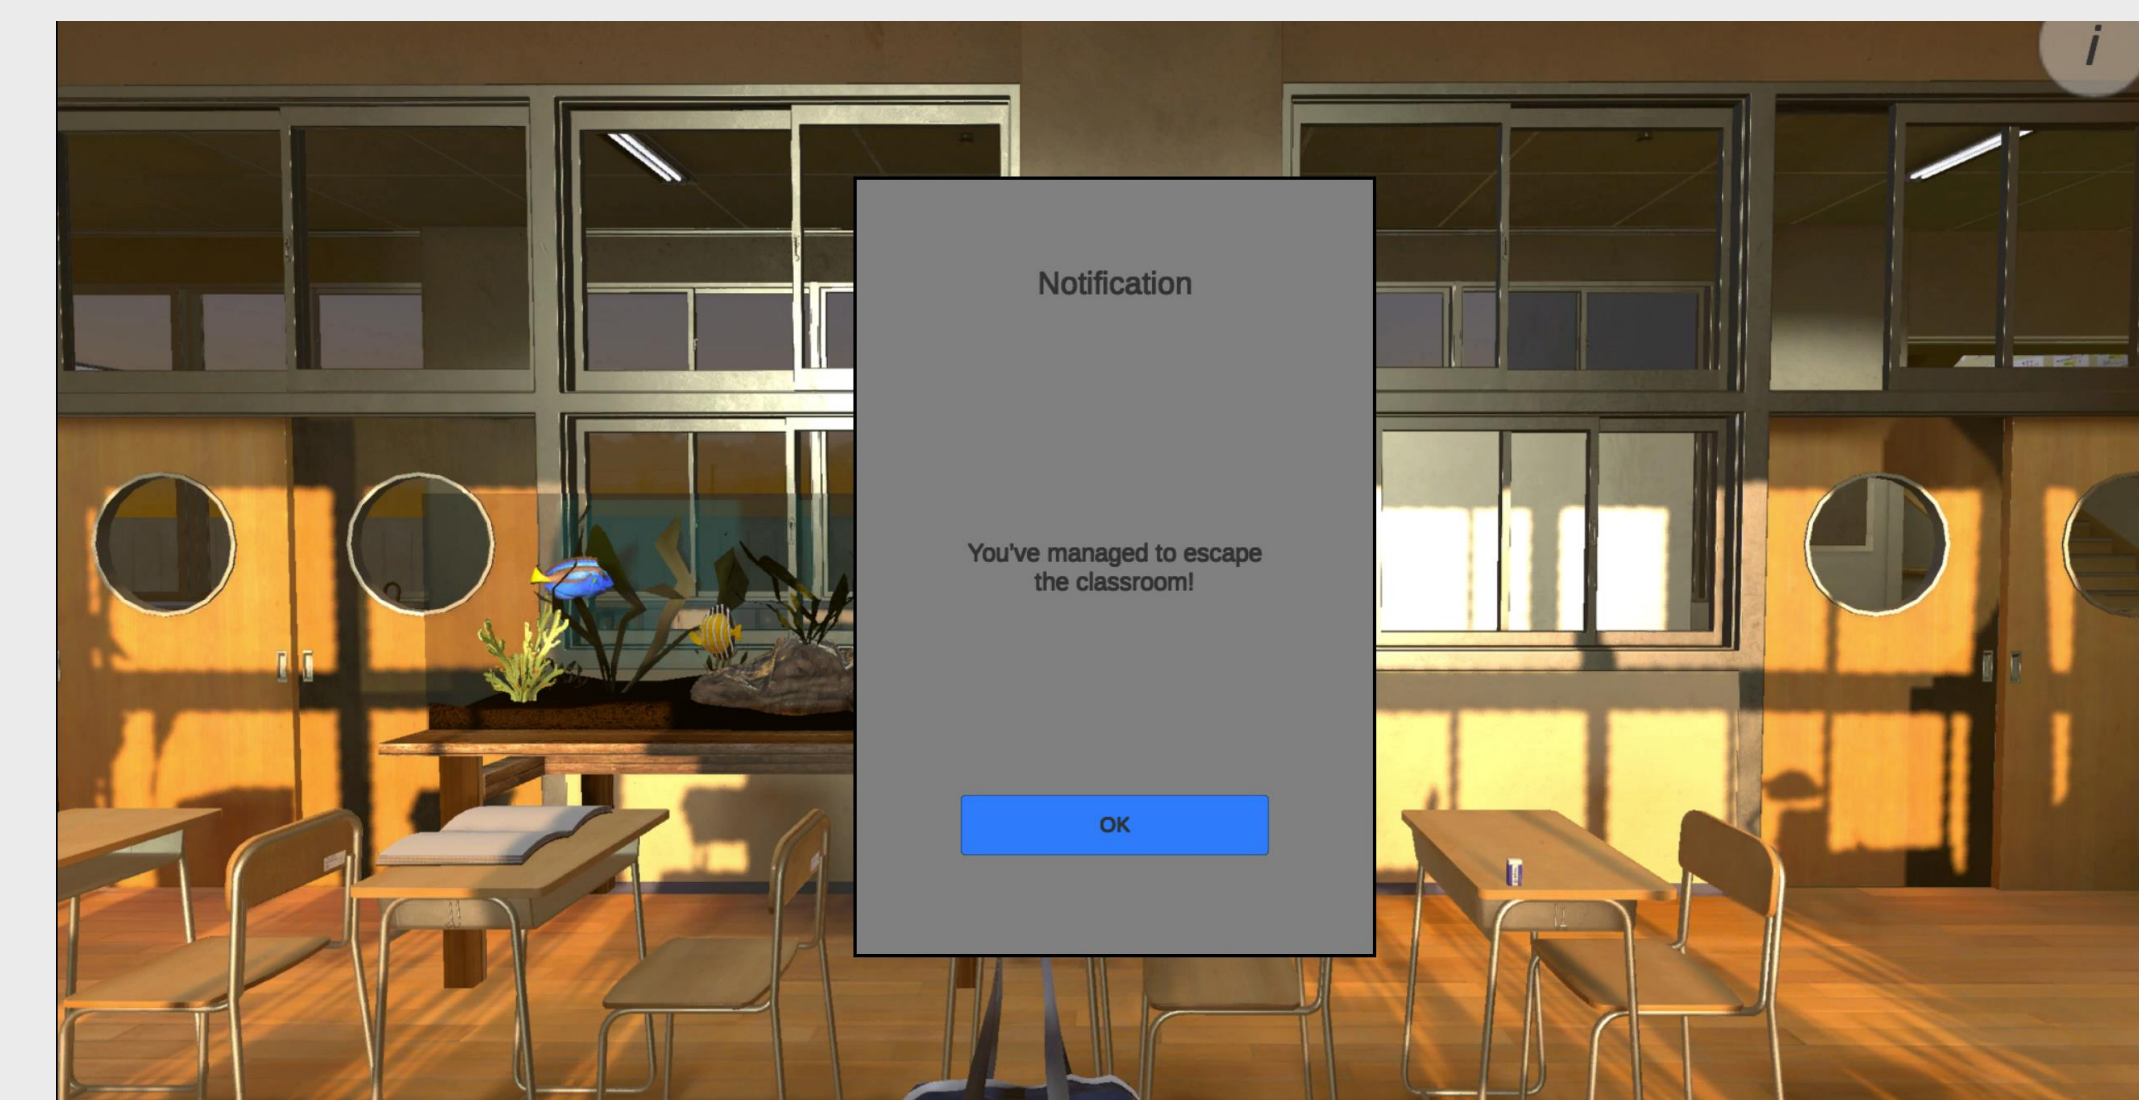 i
Notification
You've managed to escape
the classroom!
OK